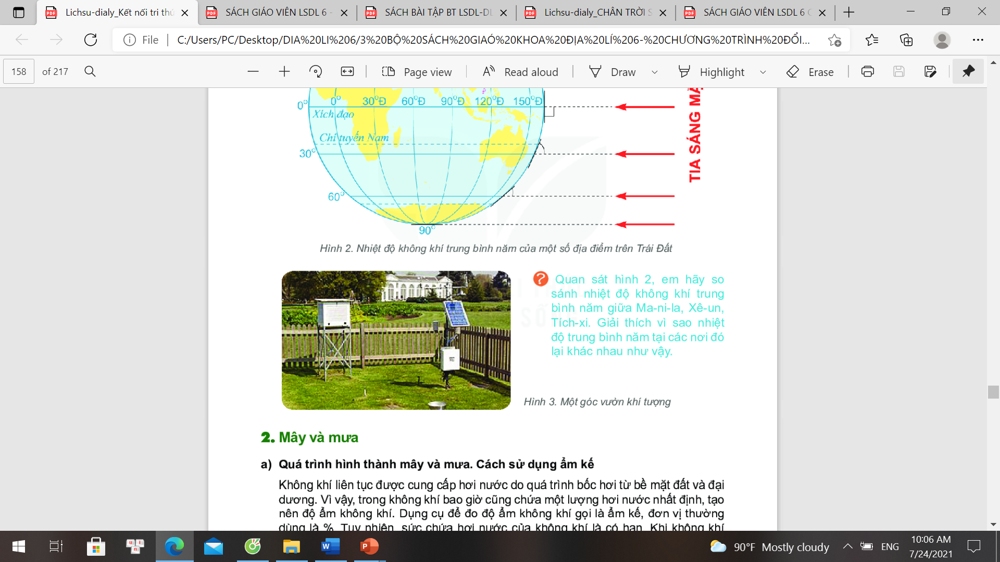 Lichsu-dialy_Kết nối tri thứ
SÁCH GIÁO VIÊN LSDL 6 -
SÁCH BÀI TẬP BT LSDL-DL
Lichsu-dialy_CHÂN TRỜI S
SÁCH GIÁO VIÊN LSDL 6 C
File
C:/Users/PC/Desktop/DIA%20LI%206/3%20BỘ%20SÁCH%20GIAÓ%20KHOA%20ĐỊA%20LÍ%206-%20CHƯƠNG%20TRÌNH%20ĐỔI...
158 of 217
Page view
Read aloud
Draw
Highlight
Erase
0° 0° 30°Đ 60°Đ 90°Đ 120°Đ 150°Đ
Xích đạo
Chí tuyến Nam
30°
60°
90°
TIA SÁNG MẶ
Hình 2. Nhiệt độ không khí trung bình năm của một số địa điểm trên Trái Đất
? Quan sát hình 2, em hãy so
sánh nhiệt độ không khí trung
bình năm giữa Ma-ni-la, Xê-un,
Tích-xi. Giải thích vì sao nhiệt
độ trung bình năm tại các nơi đó
lại khác nhau như vậy.
Hình 3. Một góc vườn khí tượng
2. Mây và mưa
a) Quá trình hình thành mây và mưa. Cách sử dụng ẩm kế
Không khí liên tục được cung cấp hơi nước do quá trình bốc hơi từ bề mặt đất và đại
dương. Vì vậy, trong không khí bao giờ cũng chứa một lượng hơi nước nhất định, tạo
nên độ ẩm không khí. Dụng cụ để đo độ ẩm không khí gọi là ẩm kế, đơn vị thường
dùng là %. Tuy nhiên, sức chứa hơi nước của không khí là có hạn. Khi không khí
90°F Mostly cloudy
ENG
10:06 AM
7/24/2021